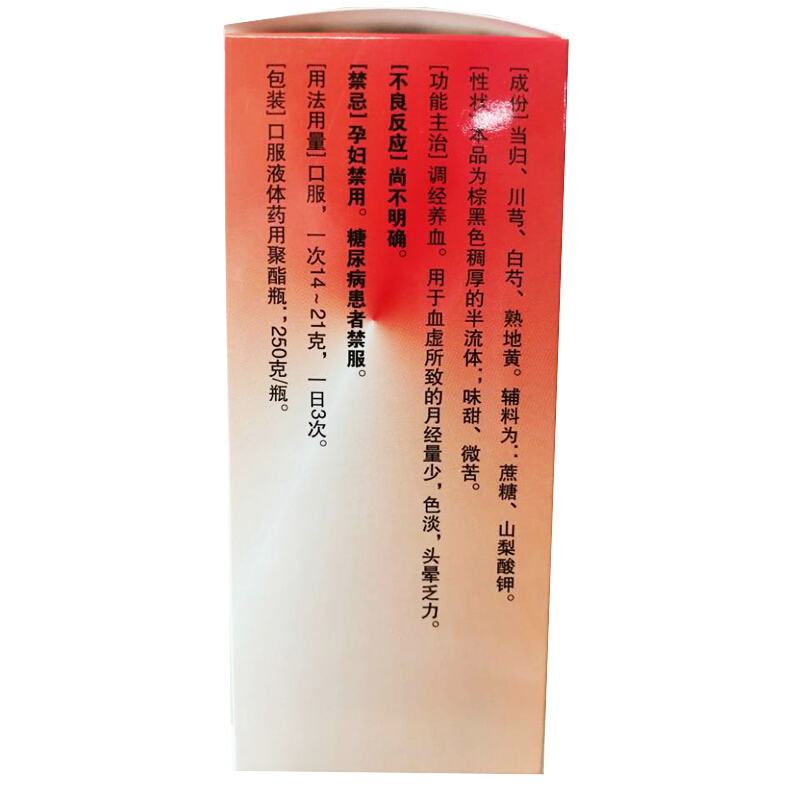 [成份]当归、川芎、白芍、熟地黄。辅料为：蔗糖、山梨酸钾。
[性状]本品为棕黑色稠厚的半流体；味甜、微苦。
[功能主治]调经养血。用于血虚所致的月经量少，色淡，头晕乏力。
[不良反应]尚不明确。
[禁忌]孕妇禁用。糖尿病患者禁服。
[用法用量]口服，一次14~21克，一日3次。
[包装]口服液体药用聚酯瓶；250克/瓶。